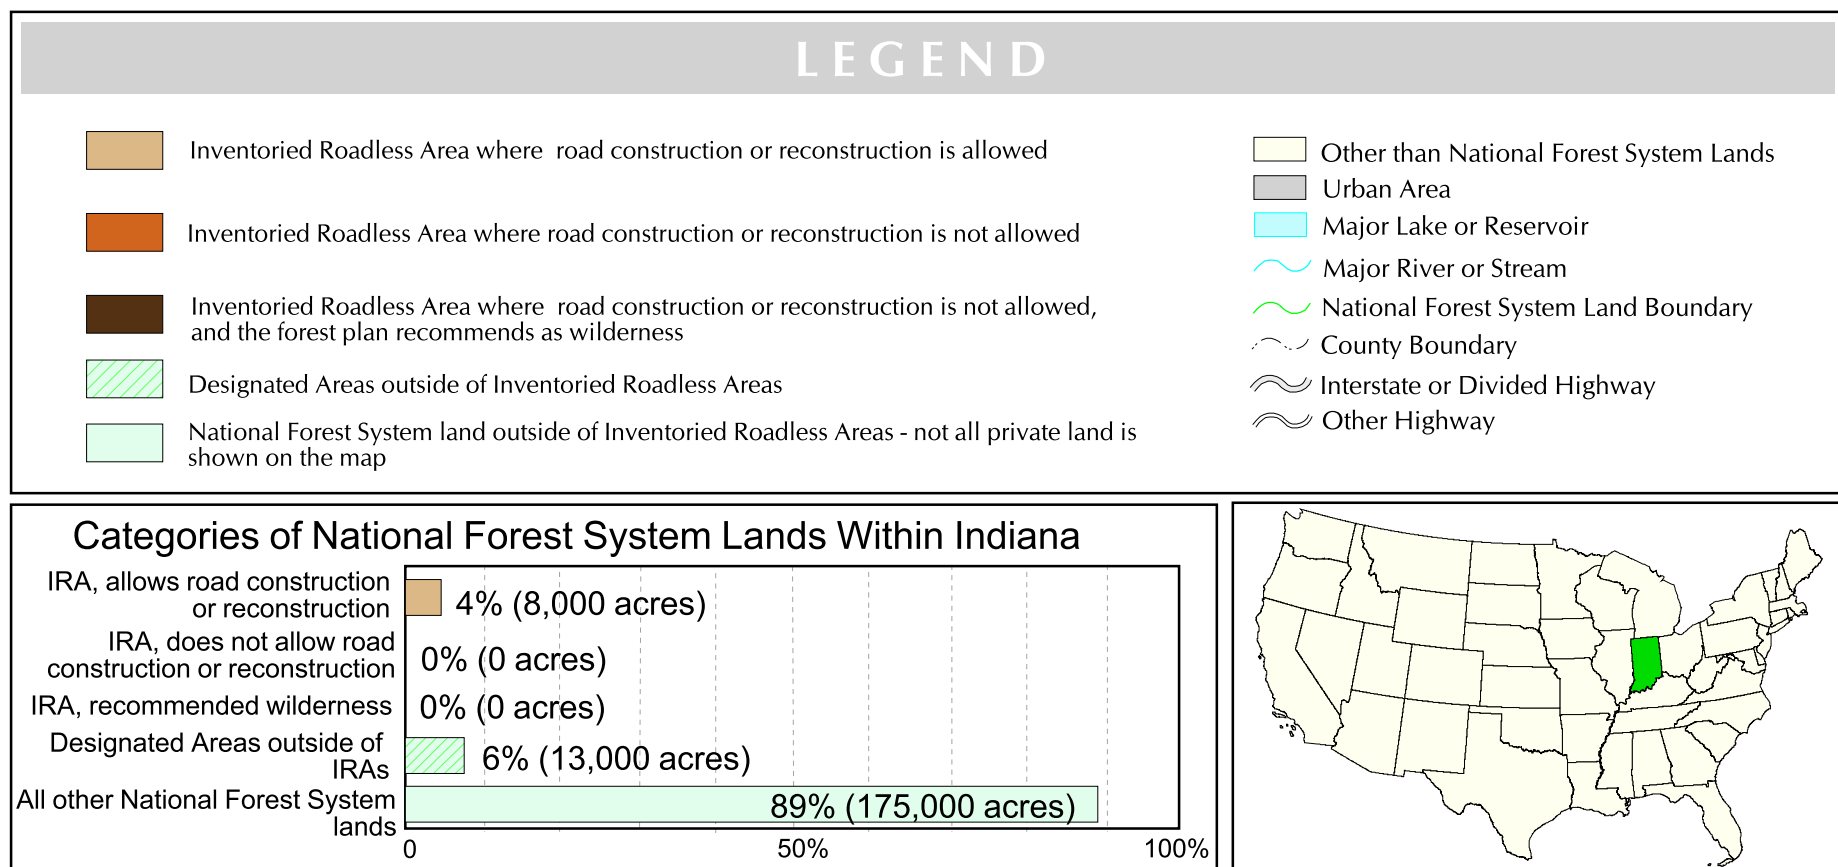 LEGEND
Inventoried Roadless Area where road construction or reconstruction is allowed
Inventoried Roadless Area where road construction or reconstruction is not allowed
Inventoried Roadless Area where road construction or reconstruction is not allowed,
and the forest plan recommends as wilderness
Designated Areas outside of Inventoried Roadless Areas
National Forest System land outside of Inventoried Roadless Areas - not all private land is
shown on the map
Other than National Forest System Lands
Urban Area
Major Lake or Reservoir
Major River or Stream
National Forest System Land Boundary
County Boundary
Interstate or Divided Highway
Other Highway
Categories of National Forest System Lands Within Indiana
IRA, allows road construction
or reconstruction
4% (8,000 acres)
IRA, does not allow road
construction or reconstruction
0% (0 acres)
IRA, recommended wilderness
0% (0 acres)
Designated Areas outside of
IRAs
6% (13,000 acres)
All other National Forest System
lands
89% (175,000 acres)
0
50%
100%